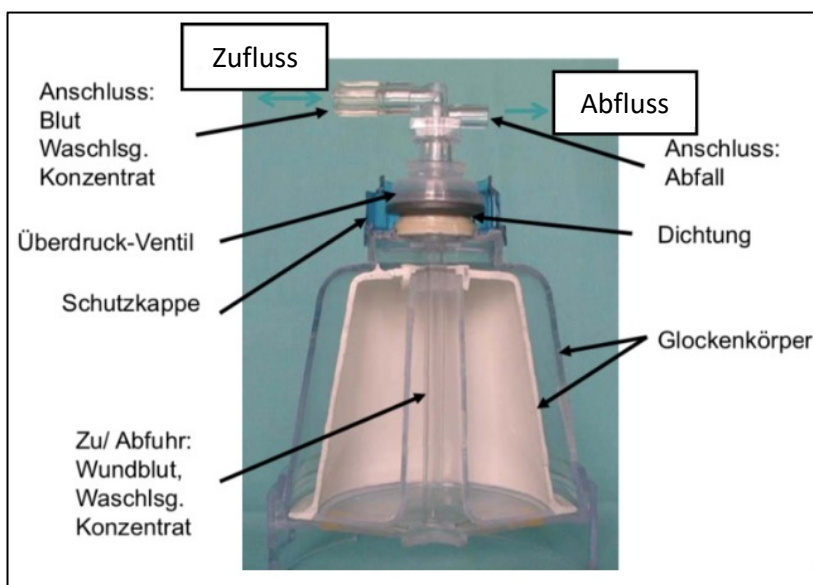 Zufluss
Abfluss
Anschluss:
Blut
Waschlsg.
Konzentrat
Anschluss:
Abfall
Überdruck-Ventil
Dichtung
Schutzkappe
Glockenkörper
Zu/ Abfuhr:
Wundblut,
Waschlsg.
Konzentrat